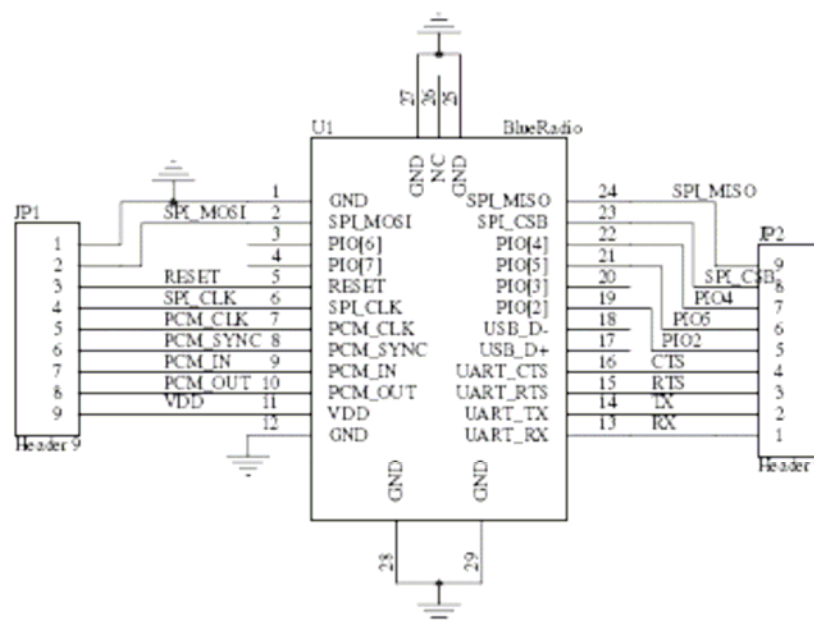 27 26 25
U1 BlueRadio
GND NC GND
1 GND SPI_MISO 24 SPI_MISO
JP1 SPI_MOSI 2 SPI_MOSI SPI_CSB 23
3 PIO[6] PIO[4] 22 JP2
1 4 PIO[7] PIO[5] 21 9
2 RESET 5 RESET PIO[3] 20 SPI_CSB 8
3 SPI_CLK 6 SPI_CLK PIO[2] 19 PIO4 7
4 PCM_CLK 7 PCM_CLK USB_D- 18 PIO5 6
5 PCM_SYNC 8 PCM_SYNC USB_D+ 17 PIO2 5
6 PCM_IN 9 PCM_IN UART_CTS 16 CTS 4
7 PCM_OUT 10 PCM_OUT UART_RTS 15 RTS 3
8 VDD 11 VDD UART_TX 14 TX 2
9 12 GND UART_RX 13 RX 1
Header 9 Header
GND GND
28 29